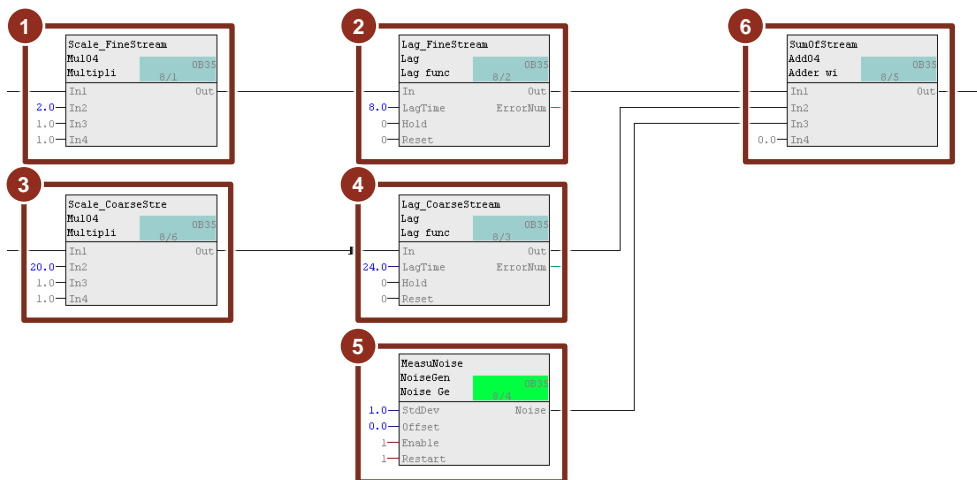 1
Scale_FineStream
Mul04
Multipli
OB35
8/1
In1 Out
2.0 In2
1.0 In3
1.0 In4
2
Lag_FineStream
Lag
Lag func
OB35
8/2
In Out
8.0 LagTime ErrorNum
0 Hold
0 Reset
6
SumOfStream
Add04
Adder wi
OB35
8/5
In1 Out
In2
In3
0.0 In4
3
Scale_CoarseStre
Mul04
Multipli
OB35
8/6
In1 Out
20.0 In2
1.0 In3
1.0 In4
4
Lag_CoarseStream
Lag
Lag func
OB35
8/3
In Out
24.0 LagTime ErrorNum
0 Hold
0 Reset
5
MeasuNoise
NoiseGen
Noise Ge
OB35
8/4
1.0 StdDev Noise
0.0 Offset
1 Enable
1 Restart